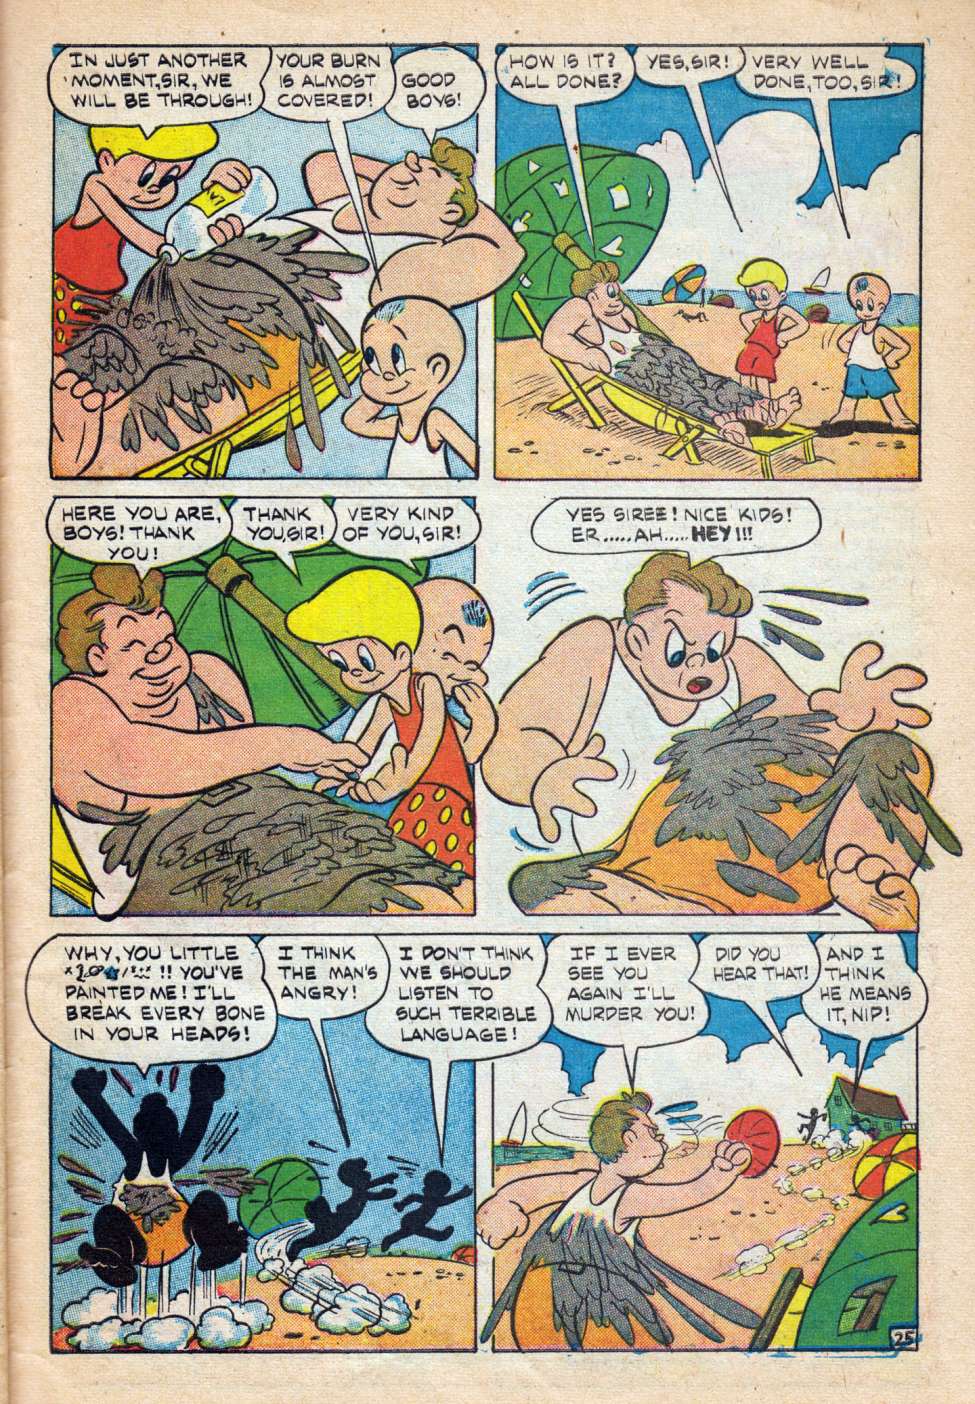 IN JUST ANOTHER
MOMENT, SIR, WE
WILL BE THROUGH!
YOUR BURN
IS ALMOST
COVERED!
GOOD
BOYS!
HOW IS IT?
ALL DONE?
YES, SIR!
VERY WELL
DONE, TOO, SIR!
HERE YOU ARE,
BOYS! THANK
YOU!
THANK
YOU, SIR!
VERY KIND
OF YOU, SIR!
YES SIREE! NICE KIDS!
ER.....AH.....HEY!!!
WHY, YOU LITTLE
!! YOU'VE
PAINTED ME! I'LL
BREAK EVERY BONE
IN YOUR HEADS!
I THINK
THE MAN'S
ANGRY!
I DON'T THINK
WE SHOULD
LISTEN TO
SUCH TERRIBLE
LANGUAGE!
IF I EVER
SEE YOU
AGAIN I'LL
MURDER YOU!
DID YOU
HEAR THAT!
AND I
THINK
HE MEANS
IT, NIP!
25